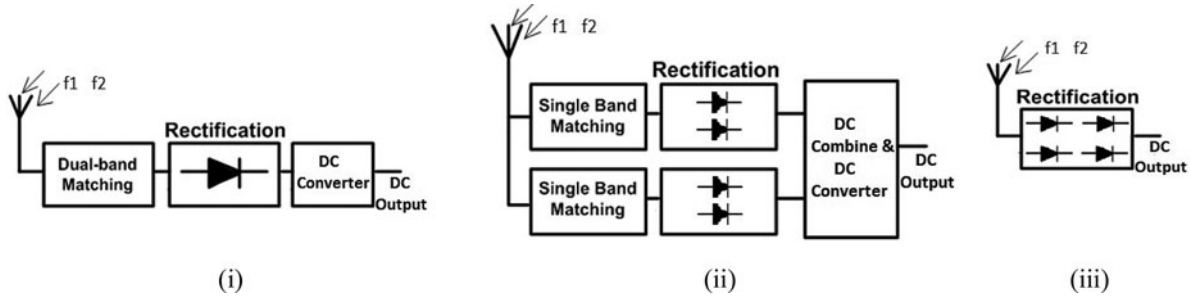 f1 f2
Rectification
Dual-band
Matching
DC
Converter
DC
Output
(i)
f1 f2
Rectification
Single Band
Matching
Single Band
Matching
DC
Combine &
DC
Converter
DC
Output
(ii)
f1 f2
Rectification
DC
Output
(iii)